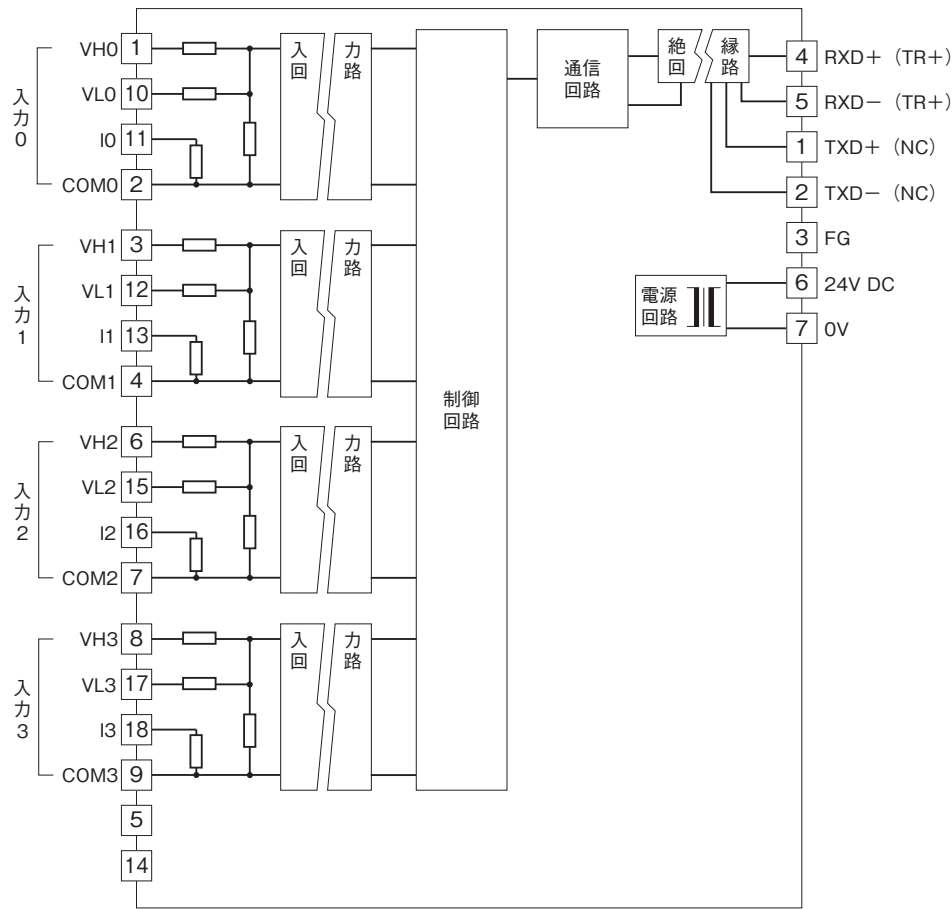 入力0
VH0 1
VL0 10
I0 11
COM0 2
入回
力路
入力1
VH1 3
VL1 12
I1 13
COM1 4
入回
力路
入力2
VH2 6
VL2 15
I2 16
COM2 7
入回
力路
入力3
VH3 8
VL3 17
I3 18
COM3 9
入回
力路
5
14
制御
回路
通信
回路
絶回
縁路
4 RXD+（TR+）
5 RXD−（TR+）
1 TXD+（NC）
2 TXD−（NC）
3 FG
電源
回路
6 24V DC
7 0V